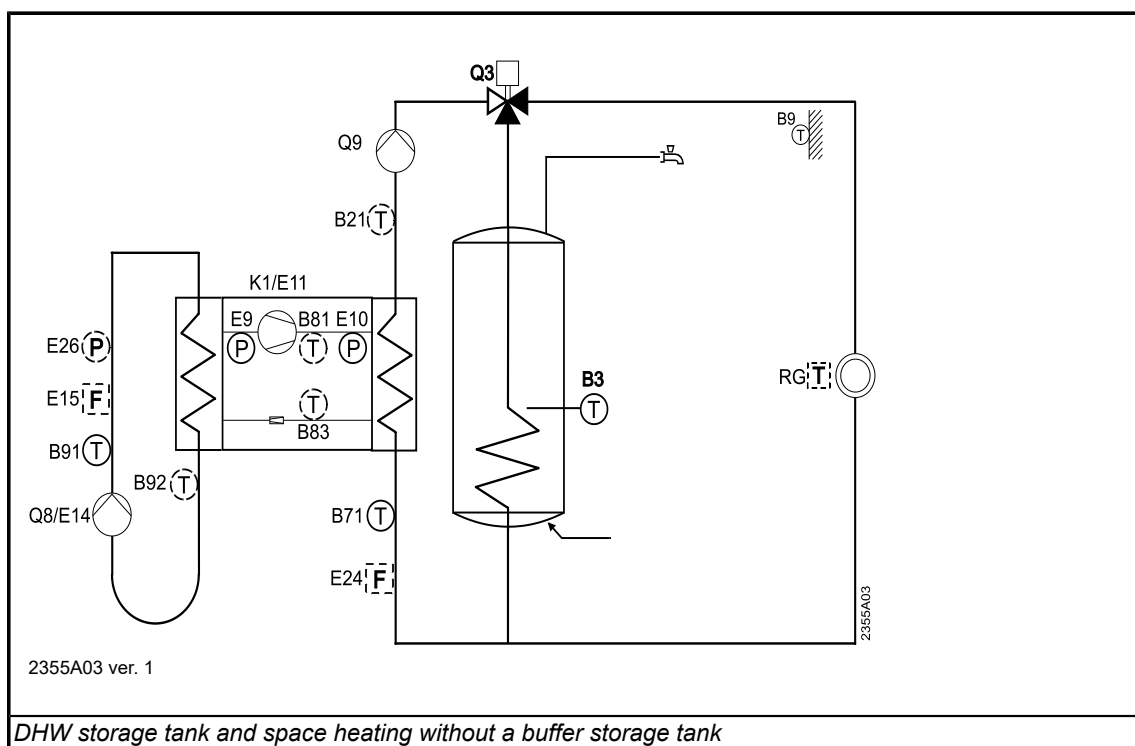 Q3
B9
T
Q9
B21 T
K1/E11
E9 B81 E10
P T P
E26 P
B3
RG T
E15 F
T
T
B83
B91 T
B92 T
Q8/E14
B71 T
E24 F
2355A03
2355A03 ver. 1
DHW storage tank and space heating without a buffer storage tank